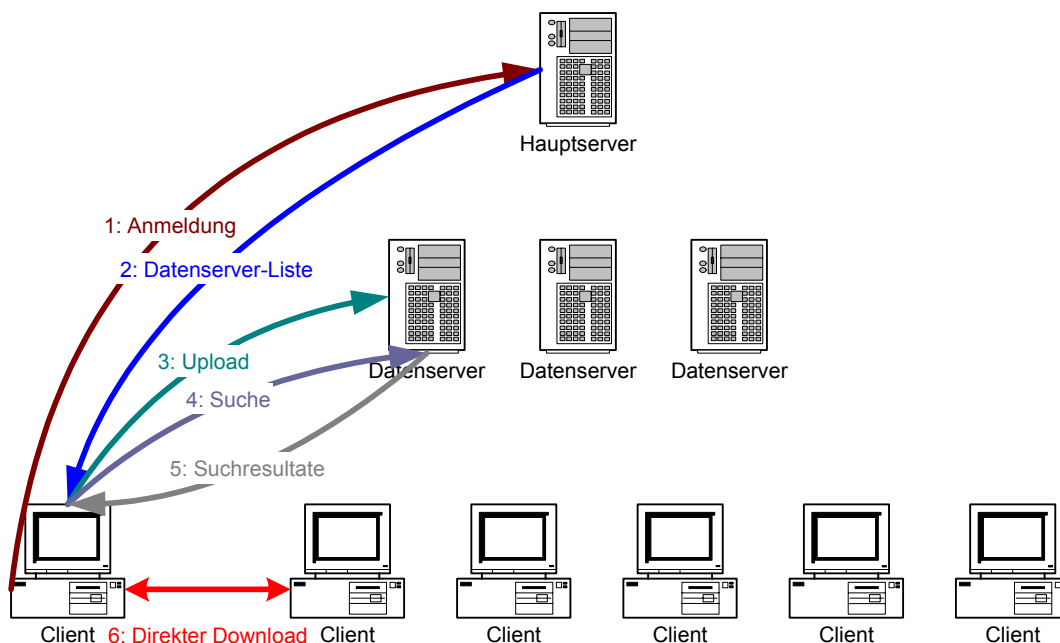 Hauptserver
1: Anmeldung
2: Datenserver-Liste
3: Upload
Datenserver Datenserver Datenserver
4: Suche
5: Suchresultate
Client 6: Direkter Download Client Client Client Client Client